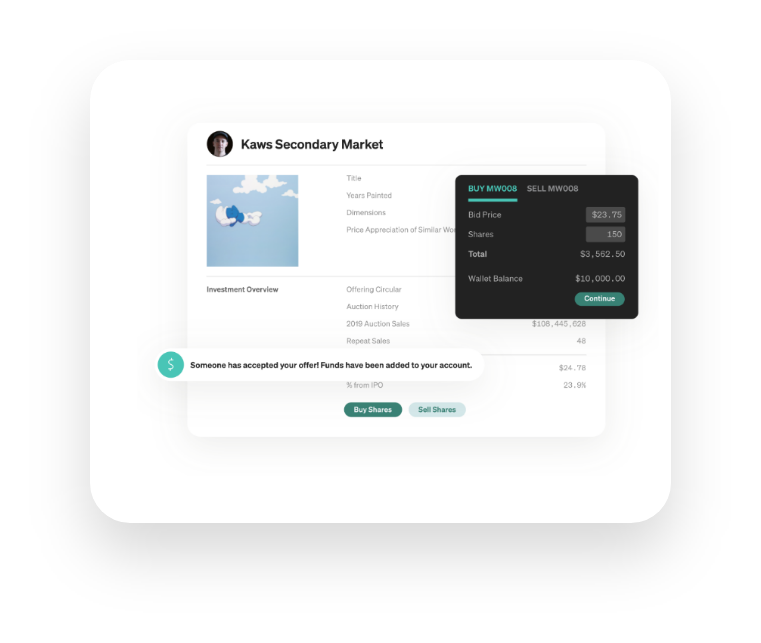 Kaws Secondary Market
Title
Years Painted
Dimensions
Price Appreciation of Similar
BUY MW008 SELL MW008
Bid Price $23.75
Shares 150
Total $3,562.50
Wallet Balance $10,000.00
Continue
Investment Overview
Offering Circular
Auction History
2019 Auction Sales $108,445,628
Repeat Sales 48
$
Someone has accepted your offer! Funds have been added to your account.
$24.78
% from IPO 23.9%
Buy Shares Sell Shares